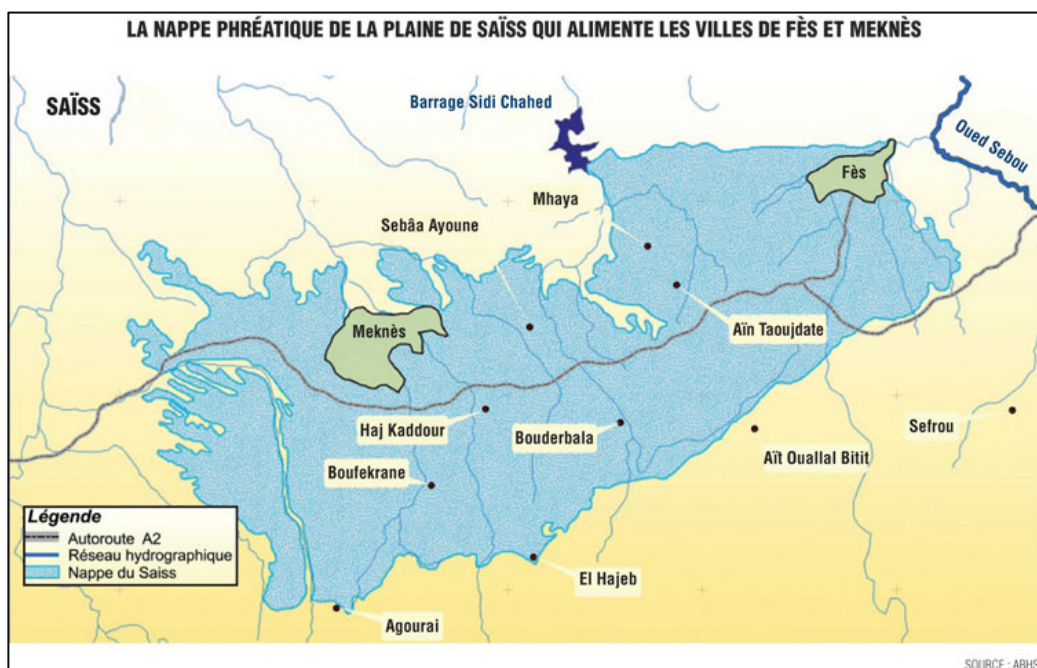 LA NAPPE PHRÉATIQUE DE LA PLAINE DE SAÏSS QUI ALIMENTE LES VILLES DE FÈS ET MEKNÈS
SAÏSS
Barrage Sidi Chahed
Oued Sebou
Fès
Mhaya
Sebâa Ayoune
Meknès
Aïn Taoujdate
Haj Kaddour
Bouderbala
Sefrou
Aït Ouallal Bitit
Boufekrane
Légende
Autoroute A2
Réseau hydrographique
Nappe du Saiss
El Hajeb
Agourai
SOURCE : ABHS